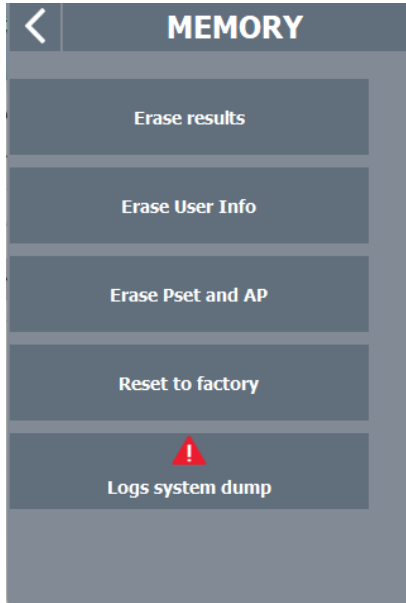 MEMORY
Erase results
Erase User Info
Erase Pset and AP
Reset to factory
Logs system dump